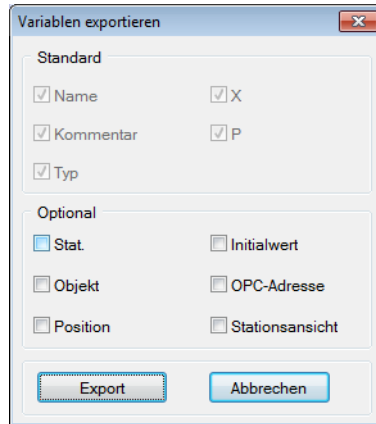 Variablen exportieren
Standard
Name X
Kommentar P
Typ
Optional
Stat. Initialwert
Objekt OPC-Adresse
Position Stationsansicht
Export Abbrechen